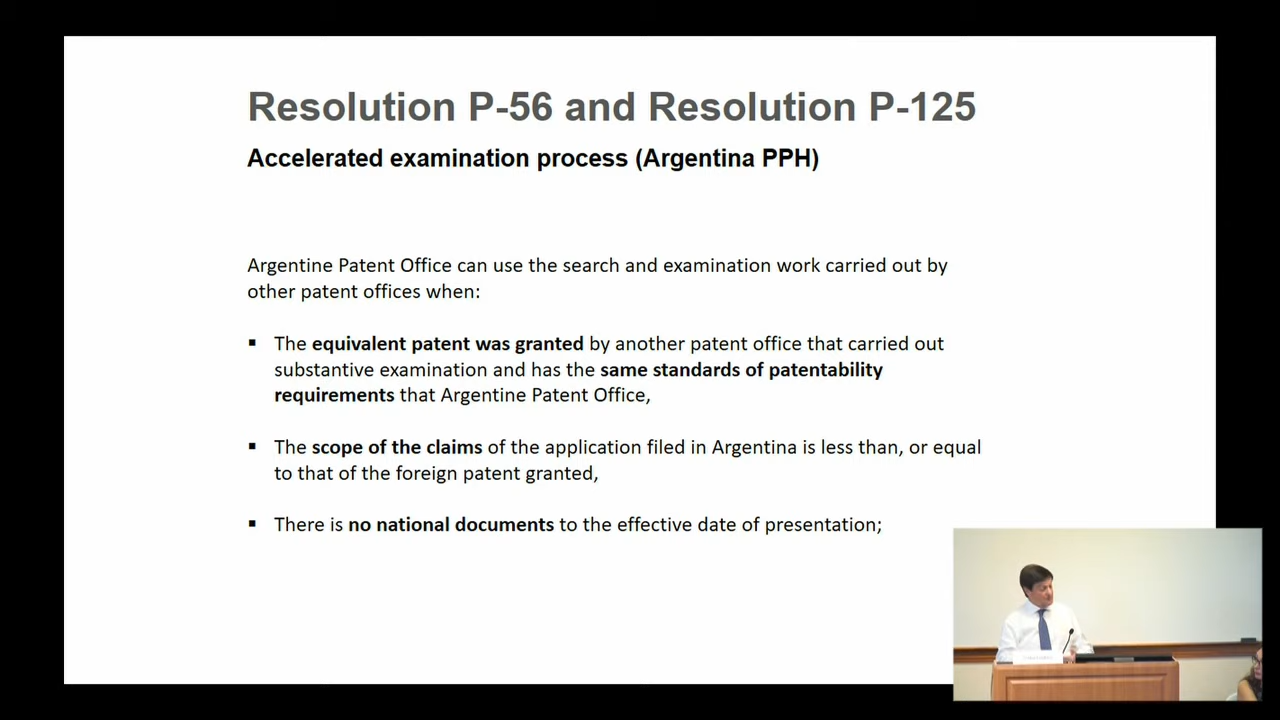 Resolution P-56 and Resolution P-125
Accelerated examination process (Argentina PPH)
Argentine Patent Office can use the search and examination work carried out by
other patent offices when:
▪ The equivalent patent was granted by another patent office that carried out
substantive examination and has the same standards of patentability
requirements that Argentine Patent Office,
▪ The scope of the claims of the application filed in Argentina is less than, or equal
to that of the foreign patent granted,
▪ There is no national documents to the effective date of presentation;